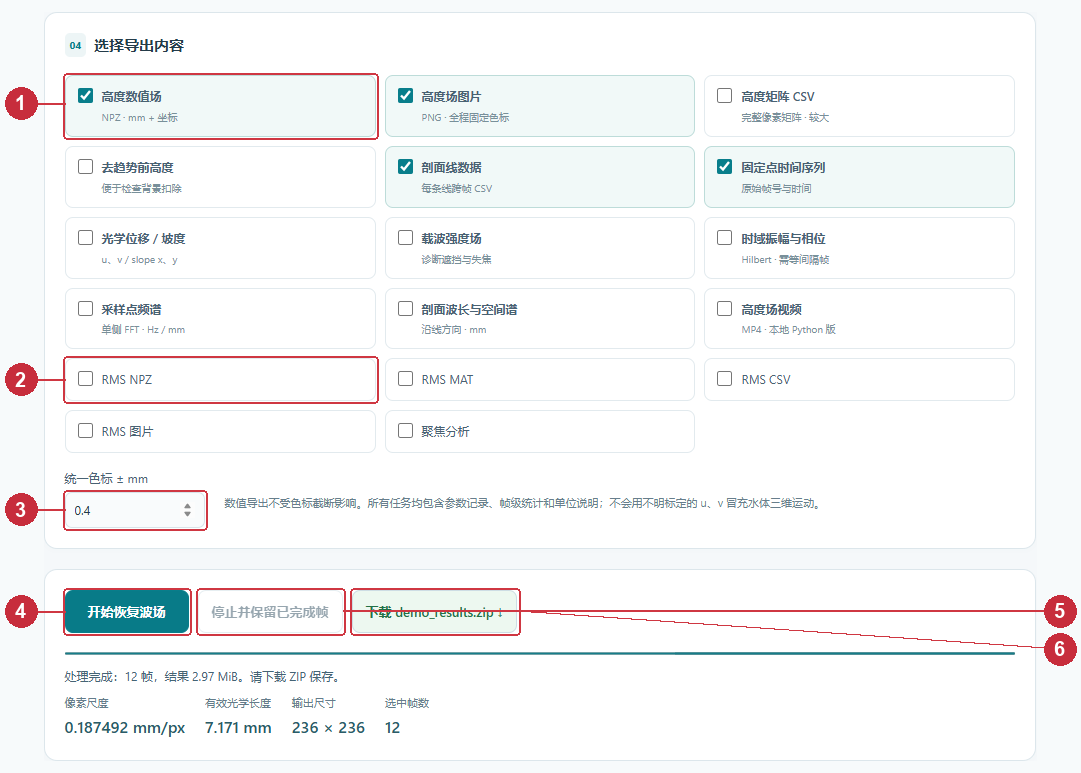 04 选择导出内容
1
高度数值场
NPZ · mm + 坐标
高度场图片
PNG · 全程固定色标
高度矩阵 CSV
完整像素矩阵 · 较大
去趋势前高度
便于检查背景扣除
剖面线数据
每条线跨帧 CSV
固定点时间序列
原始帧号与时间
光学位移 / 坡度
u、v / slope x、y
载波强度场
诊断遮挡与失焦
时域振幅与相位
Hilbert · 需等间隔帧
采样点频谱
单侧 FFT · Hz / mm
剖面波长与空间谱
沿线方向 · mm
高度场视频
MP4 · 本地 Python 版
2
RMS NPZ
RMS MAT
RMS CSV
RMS 图片
聚焦分析
统一色标 ± mm
3
0.4
数值导出不受色标截断影响。所有任务均包含参数记录、帧级统计和单位说明；不会用不明标定的 u、v 冒充水体三维运动。
4
开始恢复波场
停止并保留已完成帧
下载 demo_results.zip ↓
5
6
处理完成：12 帧，结果 2.97 MiB。请下载 ZIP 保存。
像素尺度
有效光学长度
输出尺寸
选中帧数
0.187492 mm/px
7.171 mm
236 × 236
12